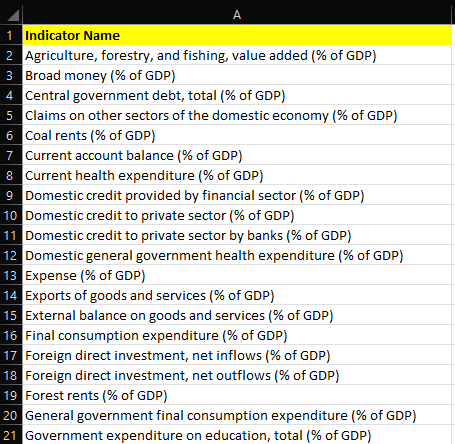 A
1 Indicator Name
2 Agriculture, forestry, and fishing, value added (% of GDP)
3 Broad money (% of GDP)
4 Central government debt, total (% of GDP)
5 Claims on other sectors of the domestic economy (% of GDP)
6 Coal rents (% of GDP)
7 Current account balance (% of GDP)
8 Current health expenditure (% of GDP)
9 Domestic credit provided by financial sector (% of GDP)
10 Domestic credit to private sector (% of GDP)
11 Domestic credit to private sector by banks (% of GDP)
12 Domestic general government health expenditure (% of GDP)
13 Expense (% of GDP)
14 Exports of goods and services (% of GDP)
15 External balance on goods and services (% of GDP)
16 Final consumption expenditure (% of GDP)
17 Foreign direct investment, net inflows (% of GDP)
18 Foreign direct investment, net outflows (% of GDP)
19 Forest rents (% of GDP)
20 General government final consumption expenditure (% of GDP)
21 Government expenditure on education, total (% of GDP)